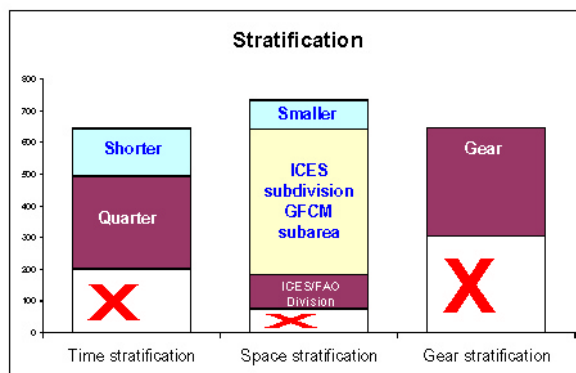 Stratification
800
700
600
500
400
300
200
100
0
Shorter
Quarter
Smaller
ICES
subdivision
GFCM
subarea
ICES/FAO
Division
Gear
Time stratification
Space stratification
Gear stratification